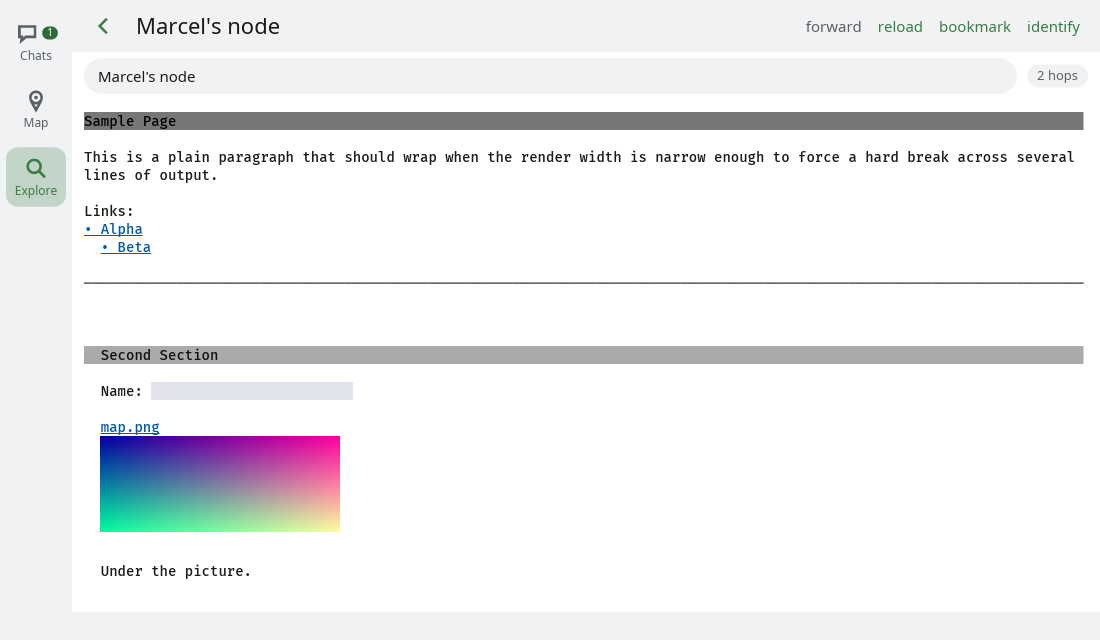 Marcel's node
forward reload bookmark identify
1
Chats
Map
Explore
Marcel's node
2 hops
Sample Page
This is a plain paragraph that should wrap when the render width is narrow enough to force a hard break across several
lines of output.
Links:
• Alpha
• Beta
Second Section
Name:
map.png
Under the picture.